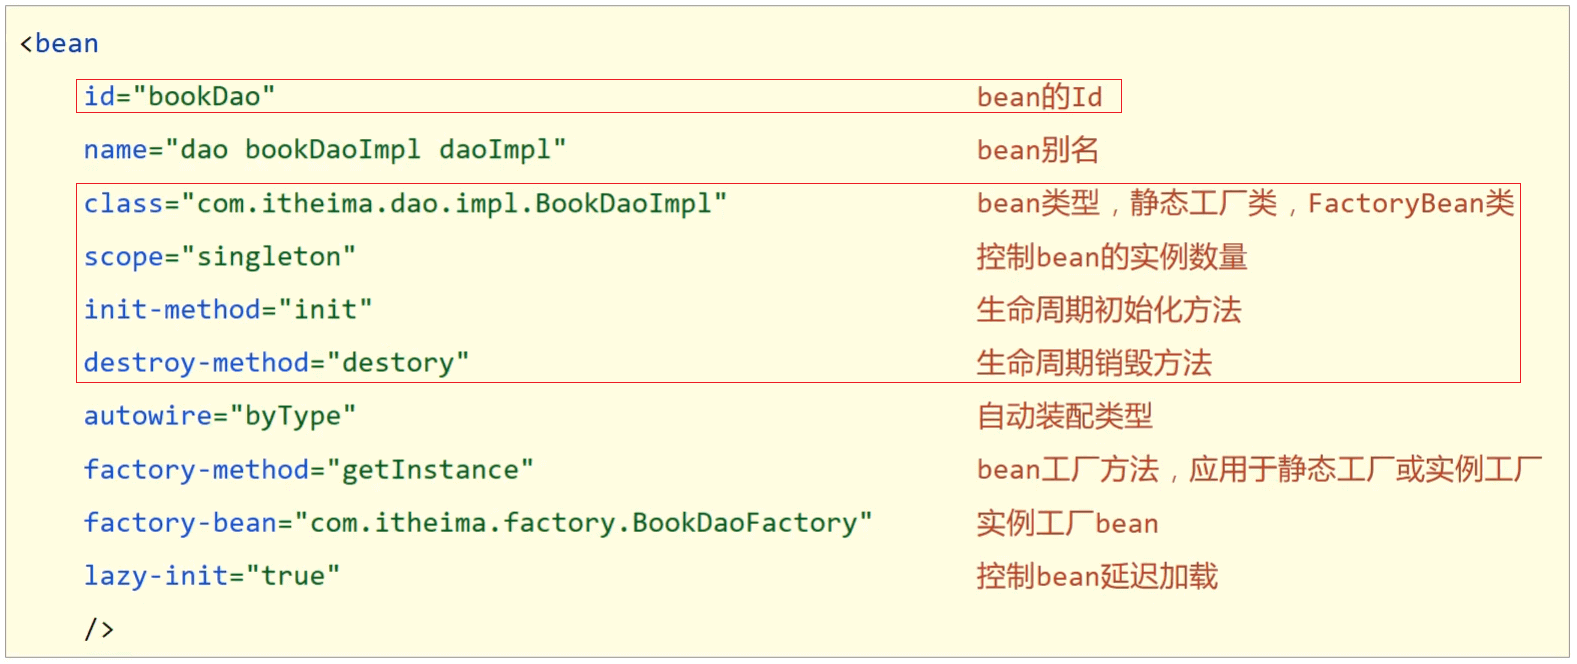 <bean
id="bookDao" bean的Id
name="dao bookDaoImpl daoImpl" bean别名
class="com.itheima.dao.impl.BookDaoImpl" bean类型，静态工厂类，FactoryBean类
scope="singleton" 控制bean的实例数量
init-method="init" 生命周期初始化方法
destroy-method="destory" 生命周期销毁方法
autowire="byType" 自动装配类型
factory-method="getInstance" bean工厂方法，应用于静态工厂或实例工厂
factory-bean="com.itheima.factory.BookDaoFactory" 实例工厂bean
lazy-init="true" 控制bean延迟加载
/>